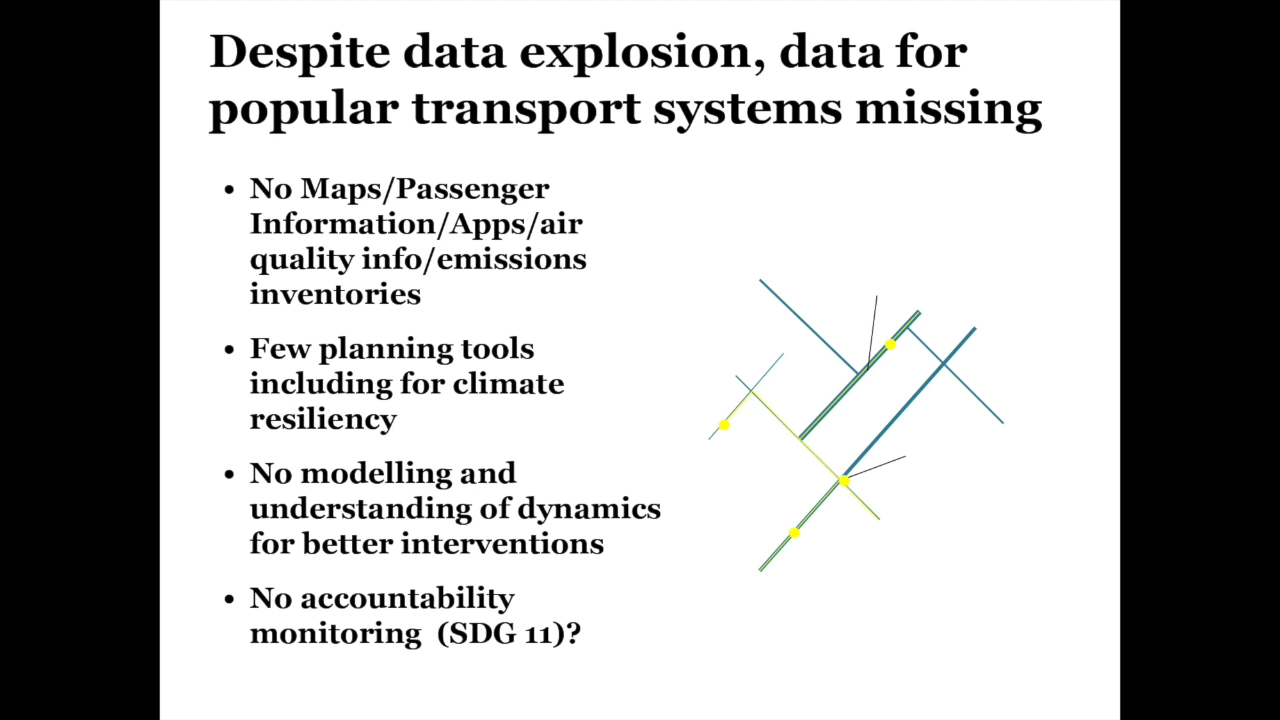 Despite data explosion, data for
popular transport systems missing
• No Maps/Passenger
Information/Apps/air
quality info/emissions
inventories
• Few planning tools
including for climate
resiliency
• No modelling and
understanding of dynamics
for better interventions
• No accountability
monitoring (SDG 11)?